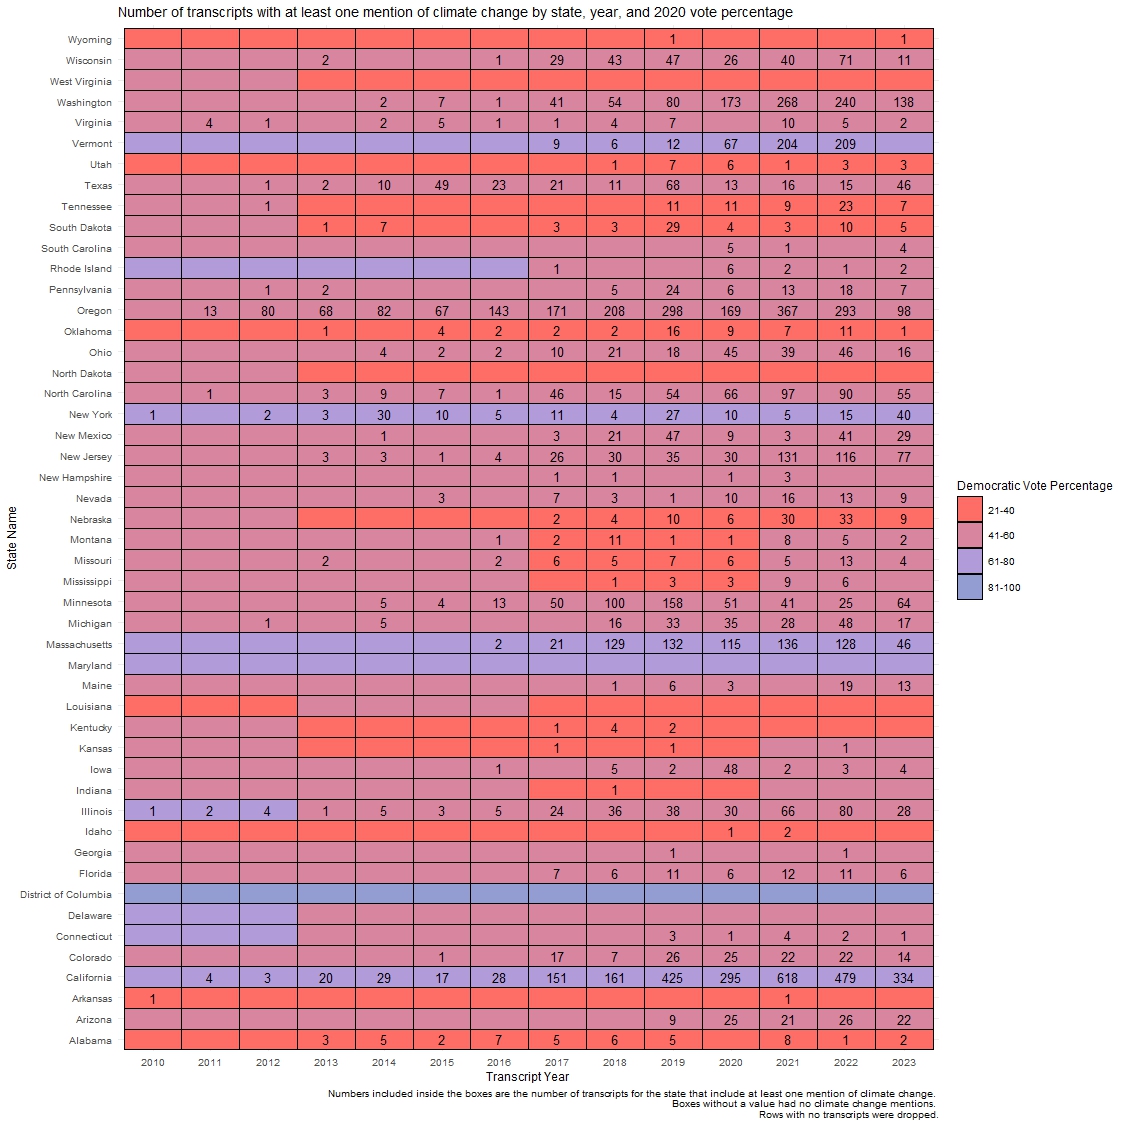 Number of transcripts with at least one mention of climate change by state, year, and 2020 vote percentage
Wyoming 1 1
Wisconsin 2 1 29 43 47 26 40 71 11
West Virginia
Washington 2 7 1 41 54 80 173 268 240 138
Virginia 4 1 2 5 1 1 4 7 10 5 2
Vermont 9 6 12 67 204 209
Utah 1 7 6 1 3 3
Texas 1 2 10 49 23 21 11 68 13 16 15 46
Tennessee 1 11 11 9 23 7
South Dakota 1 7 3 3 29 4 3 10 5
South Carolina 5 1 4
Rhode Island 1 6 2 1 2
Pennsylvania 1 2 5 24 6 13 18 7
Oregon 13 80 68 82 67 143 171 208 298 169 367 293 98
Oklahoma 1 4 2 2 2 16 9 7 11 1
Ohio 4 2 2 10 21 18 45 39 46 16
North Dakota
North Carolina 1 3 9 7 1 46 15 54 66 97 90 55
New York 1 2 3 30 10 5 11 4 27 10 5 15 40
New Mexico 1 3 21 47 9 3 41 29
New Jersey 3 3 1 4 26 30 35 30 131 116 77
New Hampshire 1 1 1 3
Nevada 3 7 3 1 10 16 13 9
Nebraska 2 4 10 6 30 33 9
Montana 1 2 11 1 1 8 5 2
Missouri 2 2 6 5 7 6 5 13 4
Mississippi 1 3 3 9 6
Minnesota 5 4 13 50 100 158 51 41 25 64
Michigan 1 5 16 33 35 28 48 17
Massachusetts 2 21 129 132 115 136 128 46
Maryland
Maine 1 6 3 19 13
Louisiana
Kentucky 1 4 2
Kansas 1 1 1
Iowa 1 5 2 48 2 3 4
Indiana 1
Illinois 1 2 4 1 5 3 5 24 36 38 30 66 80 28
Idaho 1 2
Georgia 1 1
Florida 7 6 11 6 12 11 6
District of Columbia
Delaware
Connecticut 3 1 4 2 1
Colorado 1 17 7 26 25 22 22 14
California 4 3 20 29 17 28 151 161 425 295 618 479 334
Arkansas 1 1
Arizona 9 25 21 26 22
Alabama 3 5 2 7 5 6 5 8 1 2
2010 2011 2012 2013 2014 2015 2016 2017 2018 2019 2020 2021 2022 2023
Transcript Year
State Name
Democratic Vote Percentage
21-40
41-60
61-80
81-100
Numbers included inside the boxes are the number of transcripts for the state that include at least one mention of climate change.
Boxes without a value had no climate change mentions.
Rows with no transcripts were dropped.